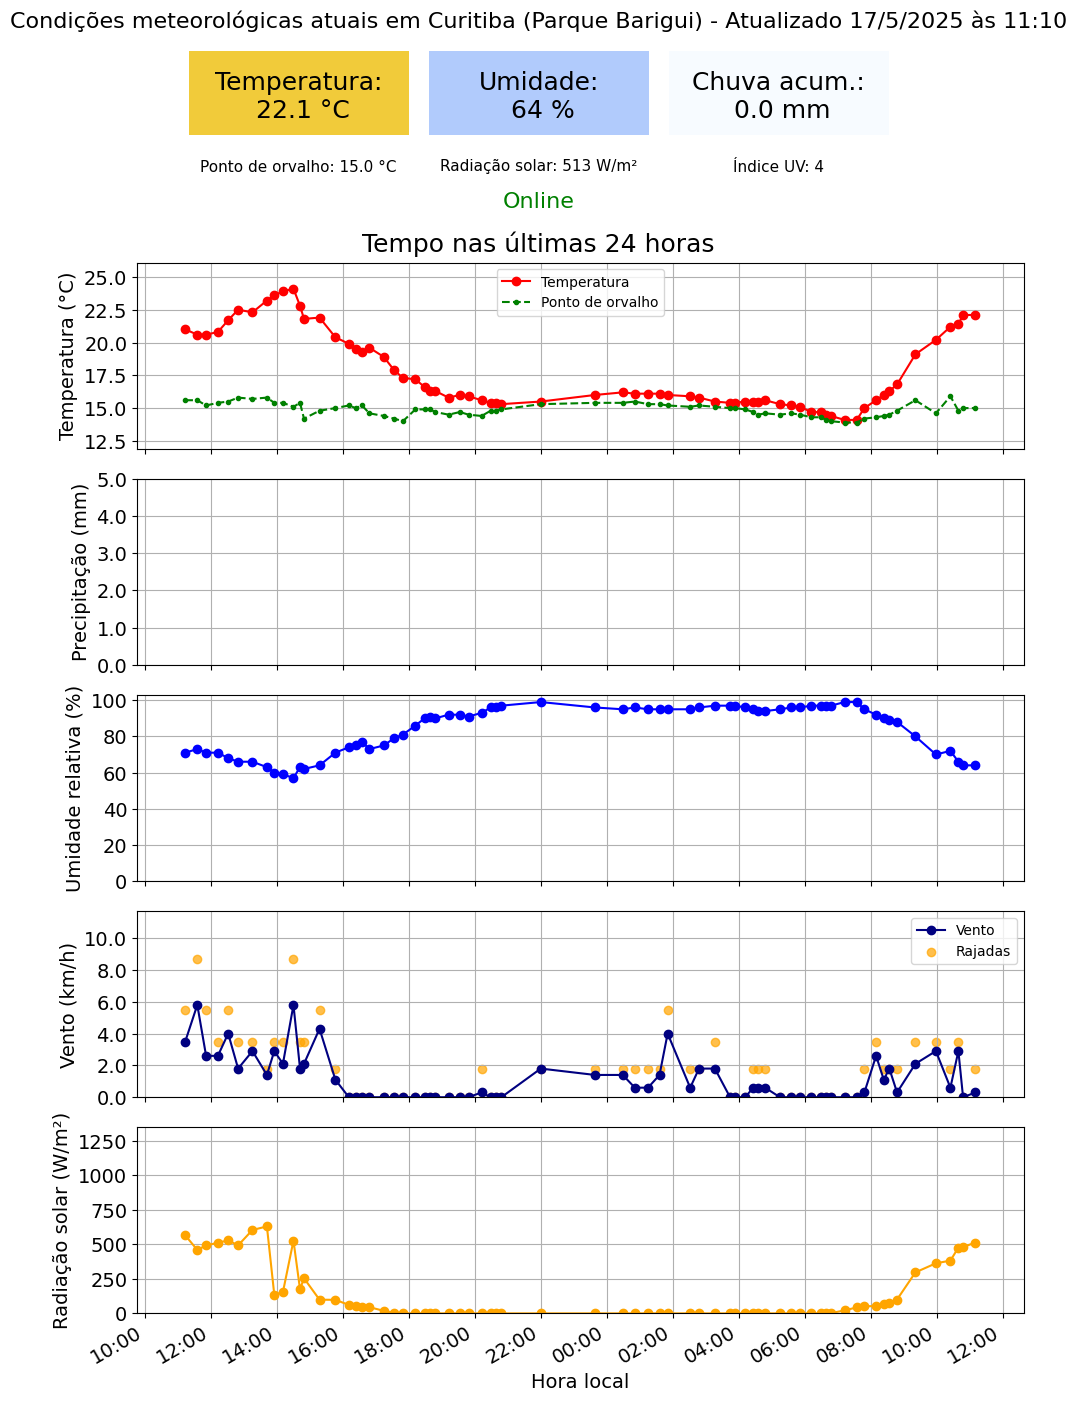 Condições meteorológicas atuais em Curitiba (Parque Barigui) - Atualizado 17/5/2025 às 11:10
Temperatura:
22.1 °C
Umidade:
64 %
Chuva acum.:
0.0 mm
Ponto de orvalho: 15.0 °C
Radiação solar: 513 W/m²
Índice UV: 4
Online
Tempo nas últimas 24 horas
Temperatura (°C)
25.0
22.5
20.0
17.5
15.0
12.5
Temperatura
Ponto de orvalho
Precipitação (mm)
5.0
4.0
3.0
2.0
1.0
0.0
Umidade relativa (%)
100
80
60
40
20
0
Vento (km/h)
10.0
8.0
6.0
4.0
2.0
0.0
Vento
Rajadas
Radiação solar (W/m²)
1250
1000
750
500
250
0
10:00
12:00
14:00
16:00
18:00
20:00
22:00
00:00
02:00
04:00
06:00
08:00
10:00
12:00
Hora local